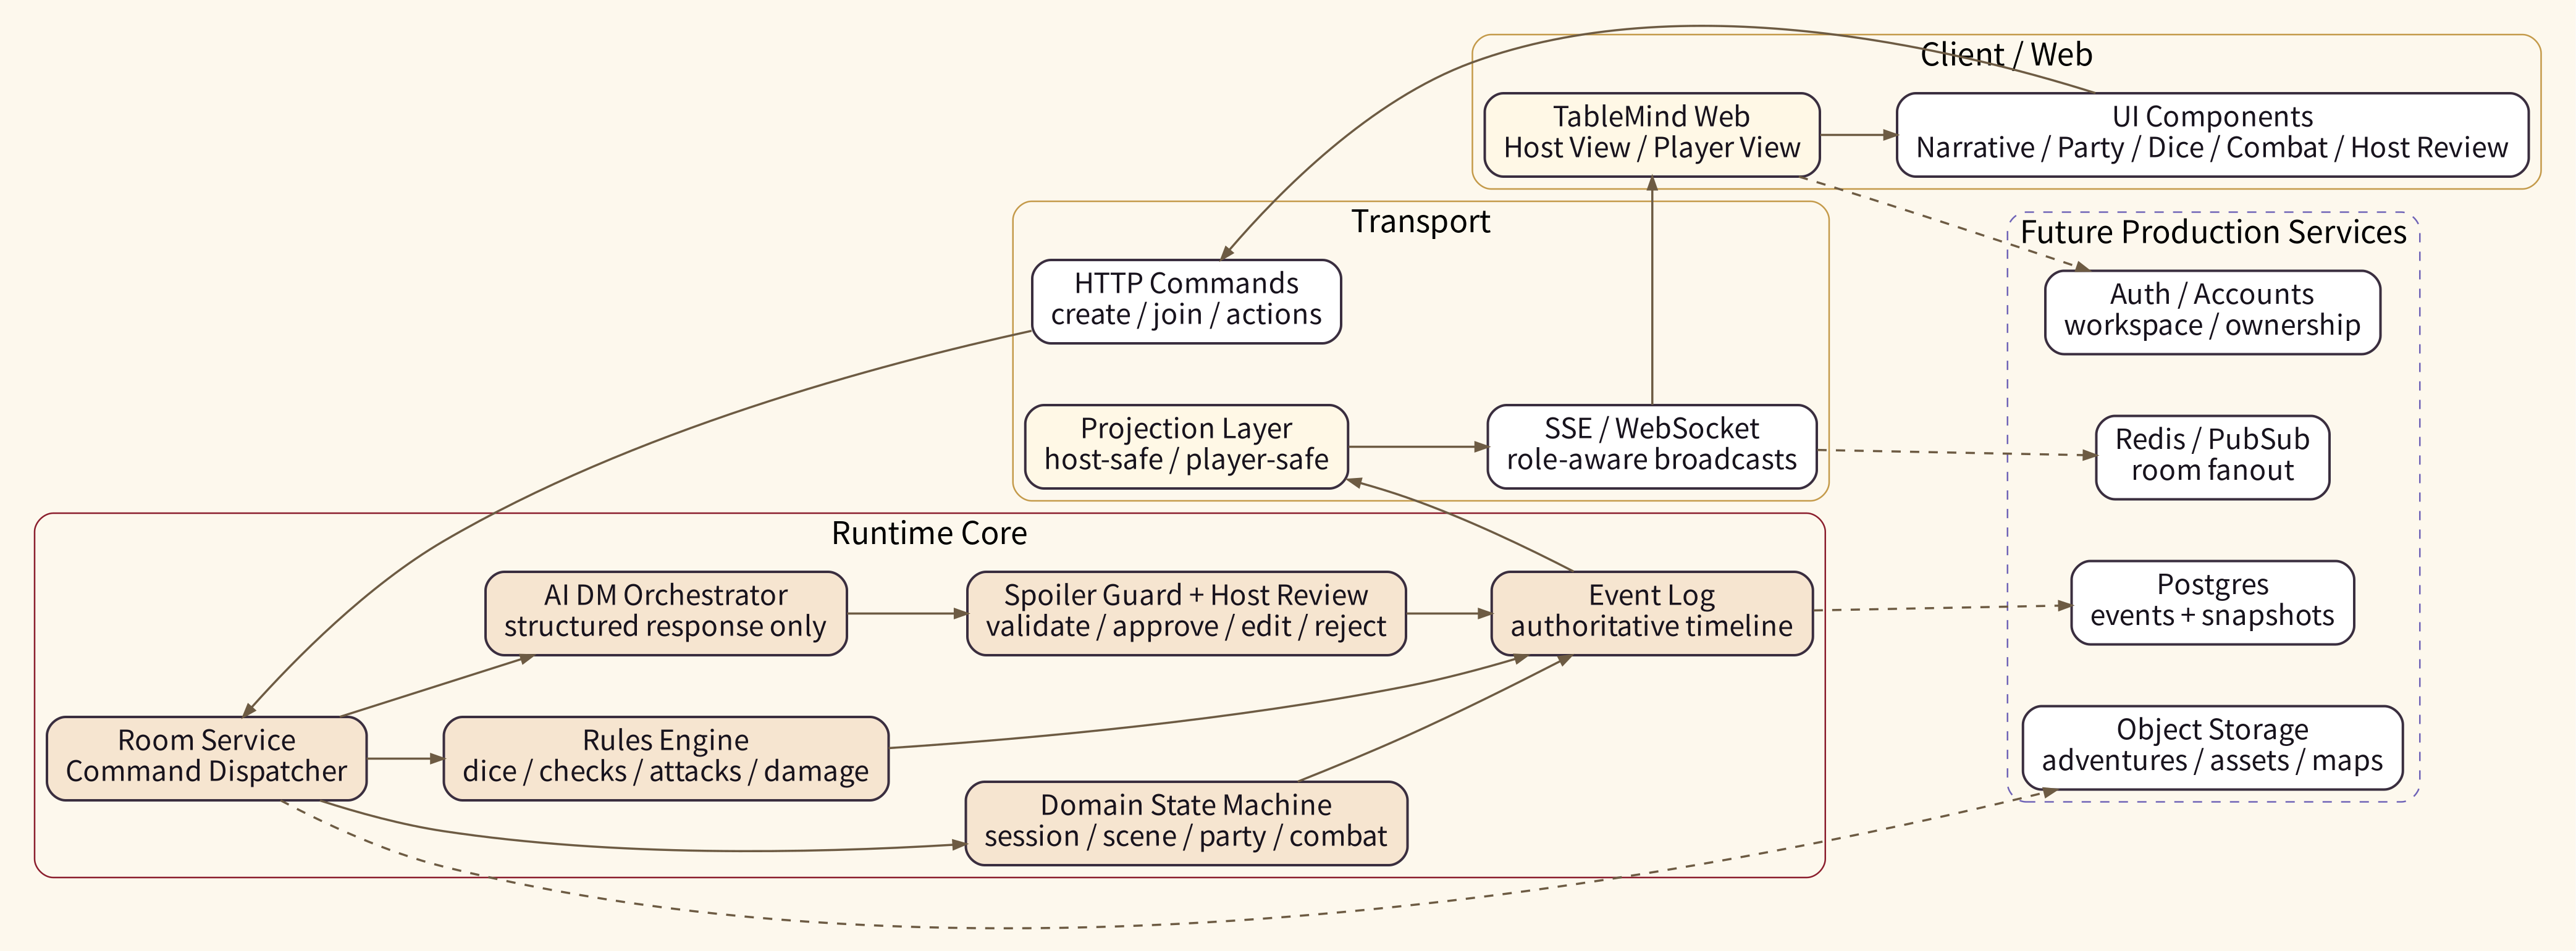 Client / Web
TableMind Web
Host View / Player View
UI Components
Narrative / Party / Dice / Combat / Host Review
Transport
HTTP Commands
create / join / actions
Projection Layer
host-safe / player-safe
SSE / WebSocket
role-aware broadcasts
Future Production Services
Auth / Accounts
workspace / ownership
Redis / PubSub
room fanout
Postgres
events + snapshots
Object Storage
adventures / assets / maps
Runtime Core
AI DM Orchestrator
structured response only
Spoiler Guard + Host Review
validate / approve / edit / reject
Event Log
authoritative timeline
Room Service
Command Dispatcher
Rules Engine
dice / checks / attacks / damage
Domain State Machine
session / scene / party / combat